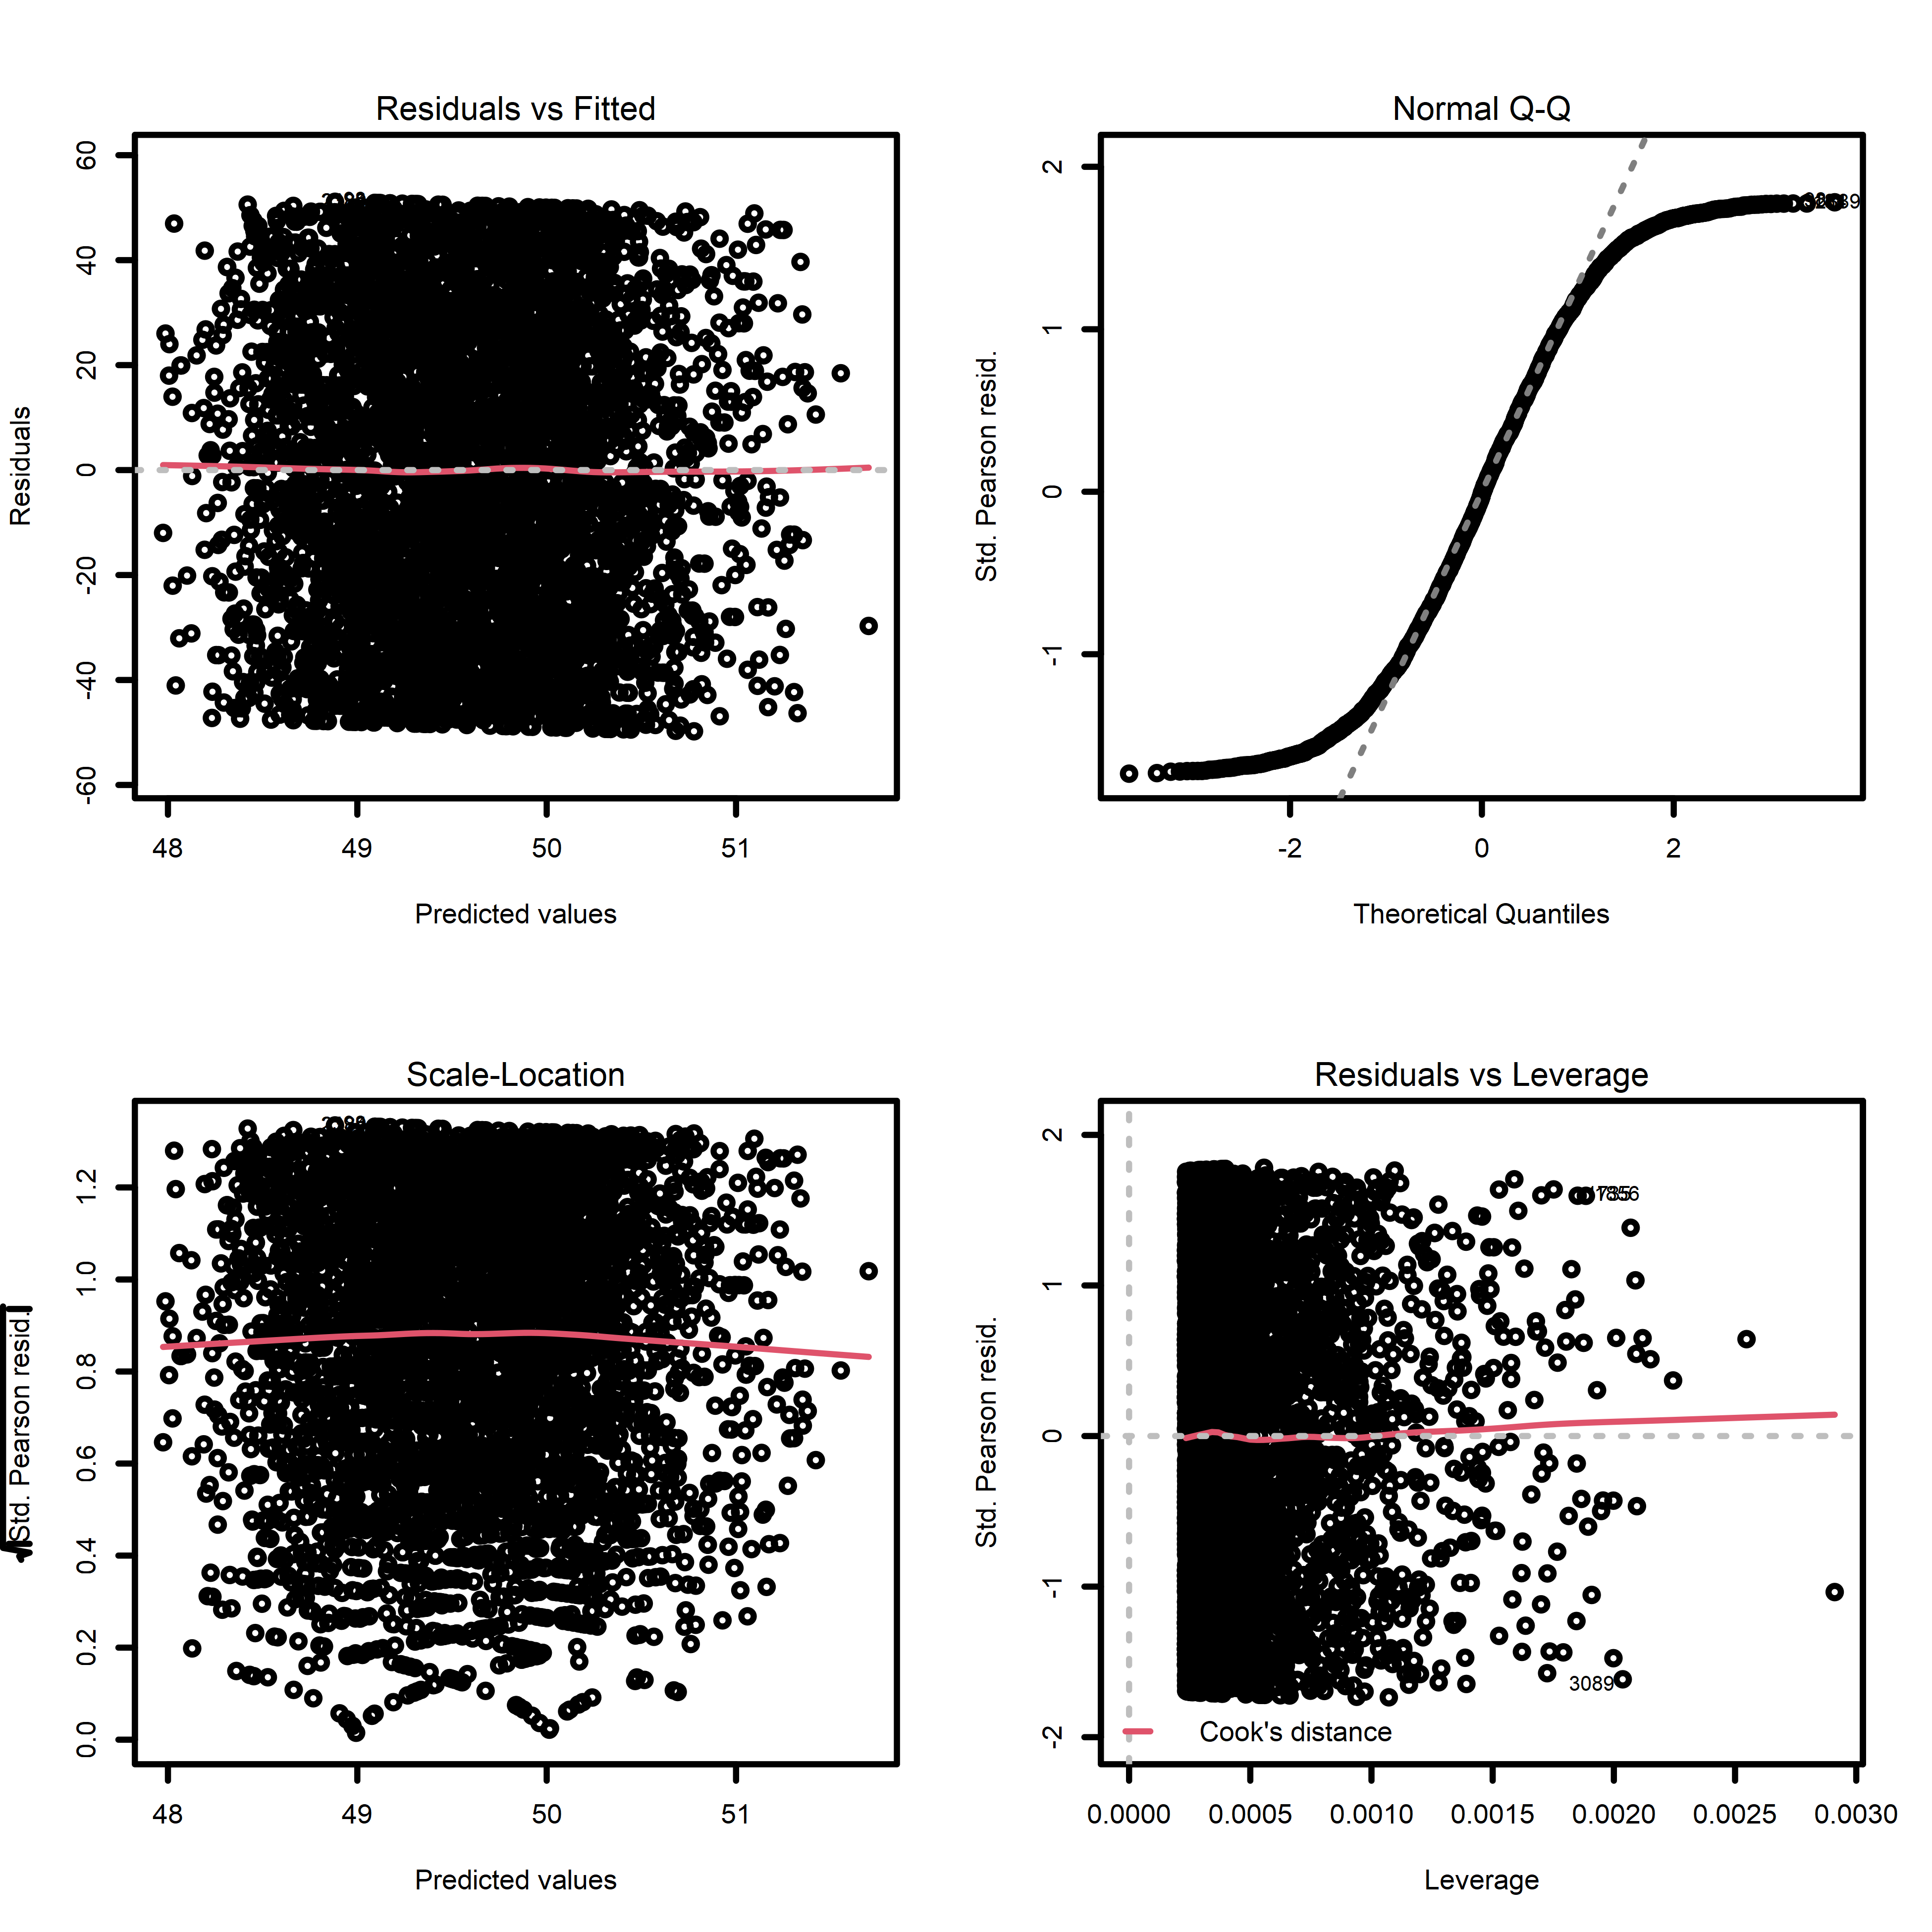 Residuals vs Fitted
60
40
20
0
-20
-40
-60
Residuals
48 49 50 51
Predicted values
Normal Q-Q
2
1
0
-1
Std. Pearson resid.
-2 0 2
Theoretical Quantiles
Scale-Location
1.2
1.0
0.8
0.6
0.4
0.2
0.0
√|Std. Pearson resid.|
48 49 50 51
Predicted values
Residuals vs Leverage
2
1
0
-1
-2
Std. Pearson resid.
3089
Cook's distance
0.0000 0.0005 0.0010 0.0015 0.0020 0.0025 0.0030
Leverage